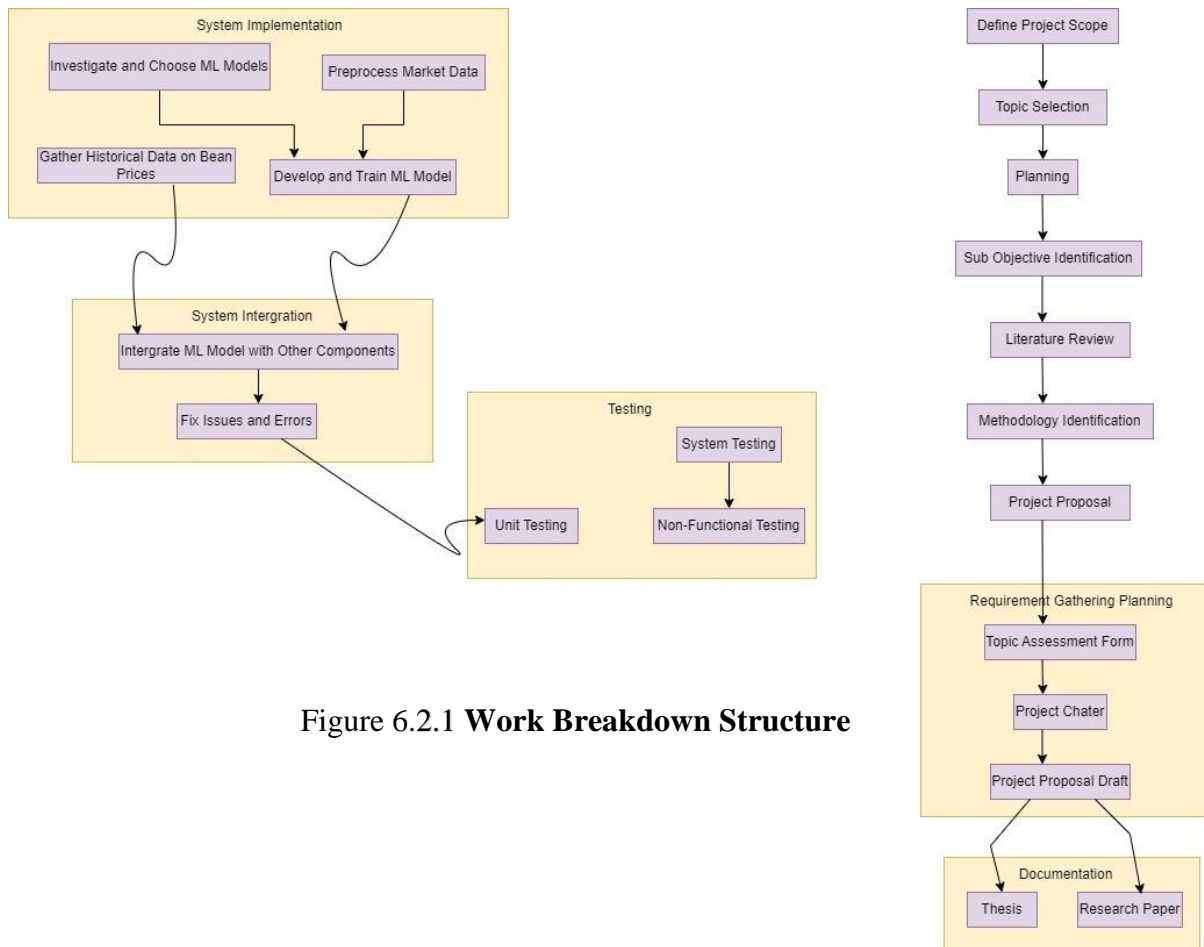 System Implementation
Investigate and Choose ML Models
Preprocess Market Data
Gather Historical Data on Bean
Prices
Develop and Train ML Model
System Intergration
Intergrate ML Model with Other Components
Fix Issues and Errors
Testing
System Testing
Unit Testing
Non-Functional Testing
Define Project Scope
Topic Selection
Planning
Sub Objective Identification
Literature Review
Methodology Identification
Project Proposal
Requirement Gathering Planning
Topic Assessment Form
Project Chater
Project Proposal Draft
Documentation
Thesis
Research Paper
Figure 6.2.1 Work Breakdown Structure